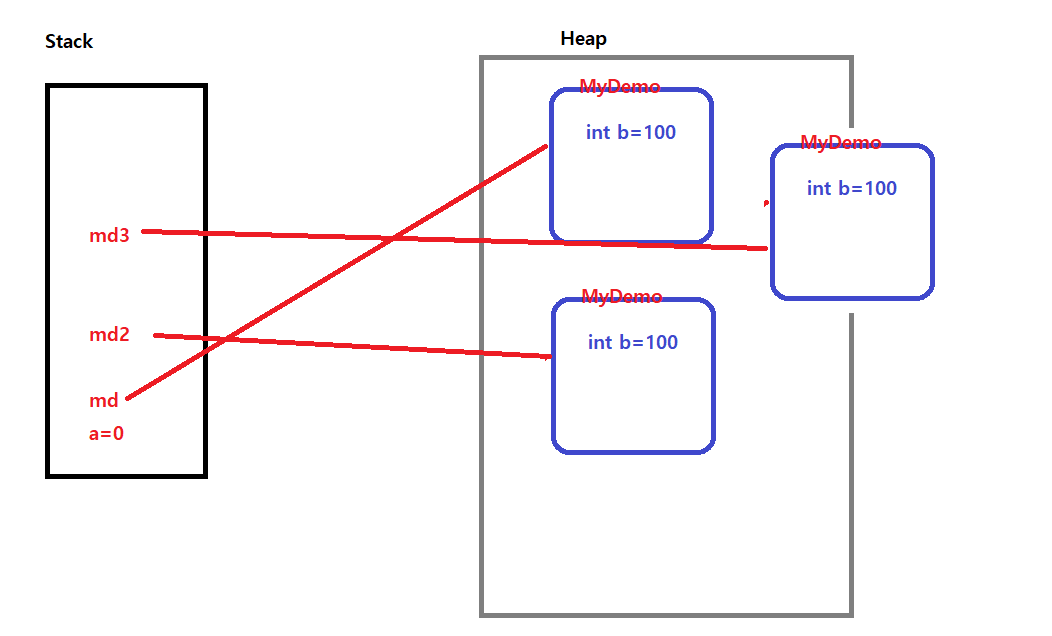 Stack
Heap
MyDemo
int b=100
MyDemo
int b=100
md3
MyDemo
md2
int b=100
md
a=0